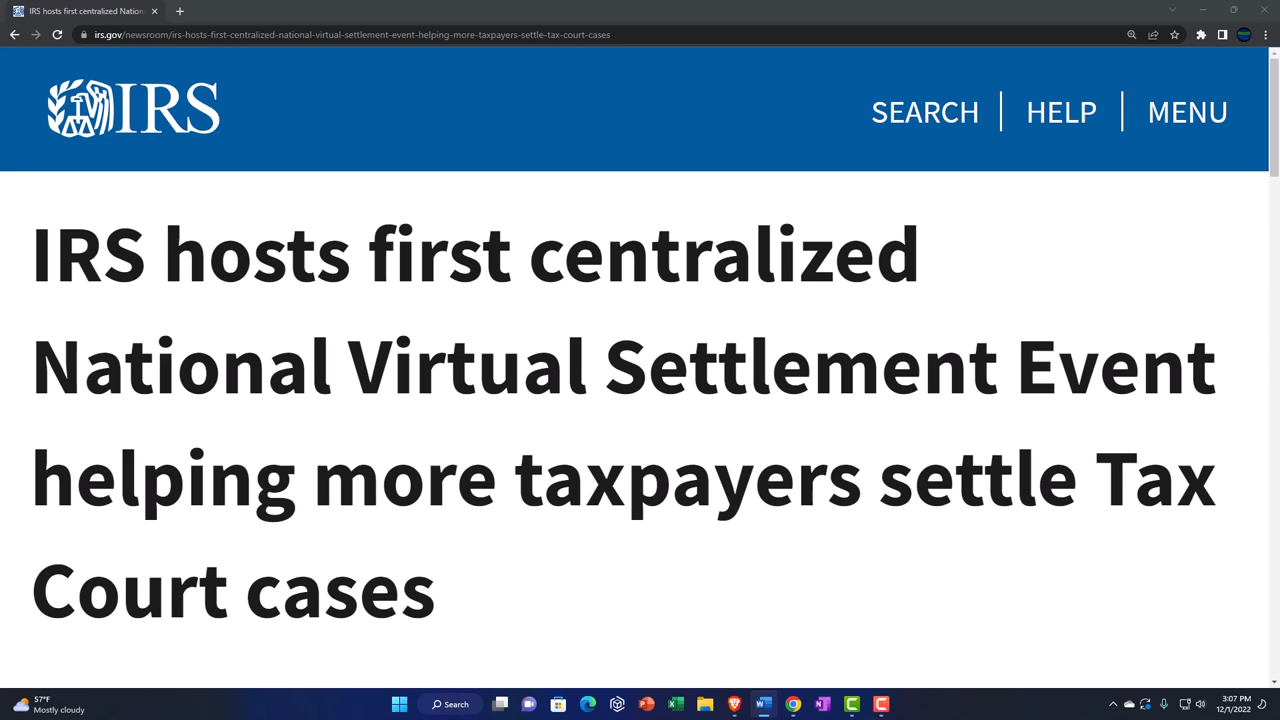 IRS hosts first centralized Nation
irs.gov/newsroom/irs-hosts-first-centralized-national-virtual-settlement-event-helping-more-taxpayers-settle-tax-court-cases
IRS
SEARCH HELP MENU
IRS hosts first centralized
National Virtual Settlement Event
helping more taxpayers settle Tax
Court cases
57°F
Mostly cloudy
Search
3:07 PM
12/1/2022